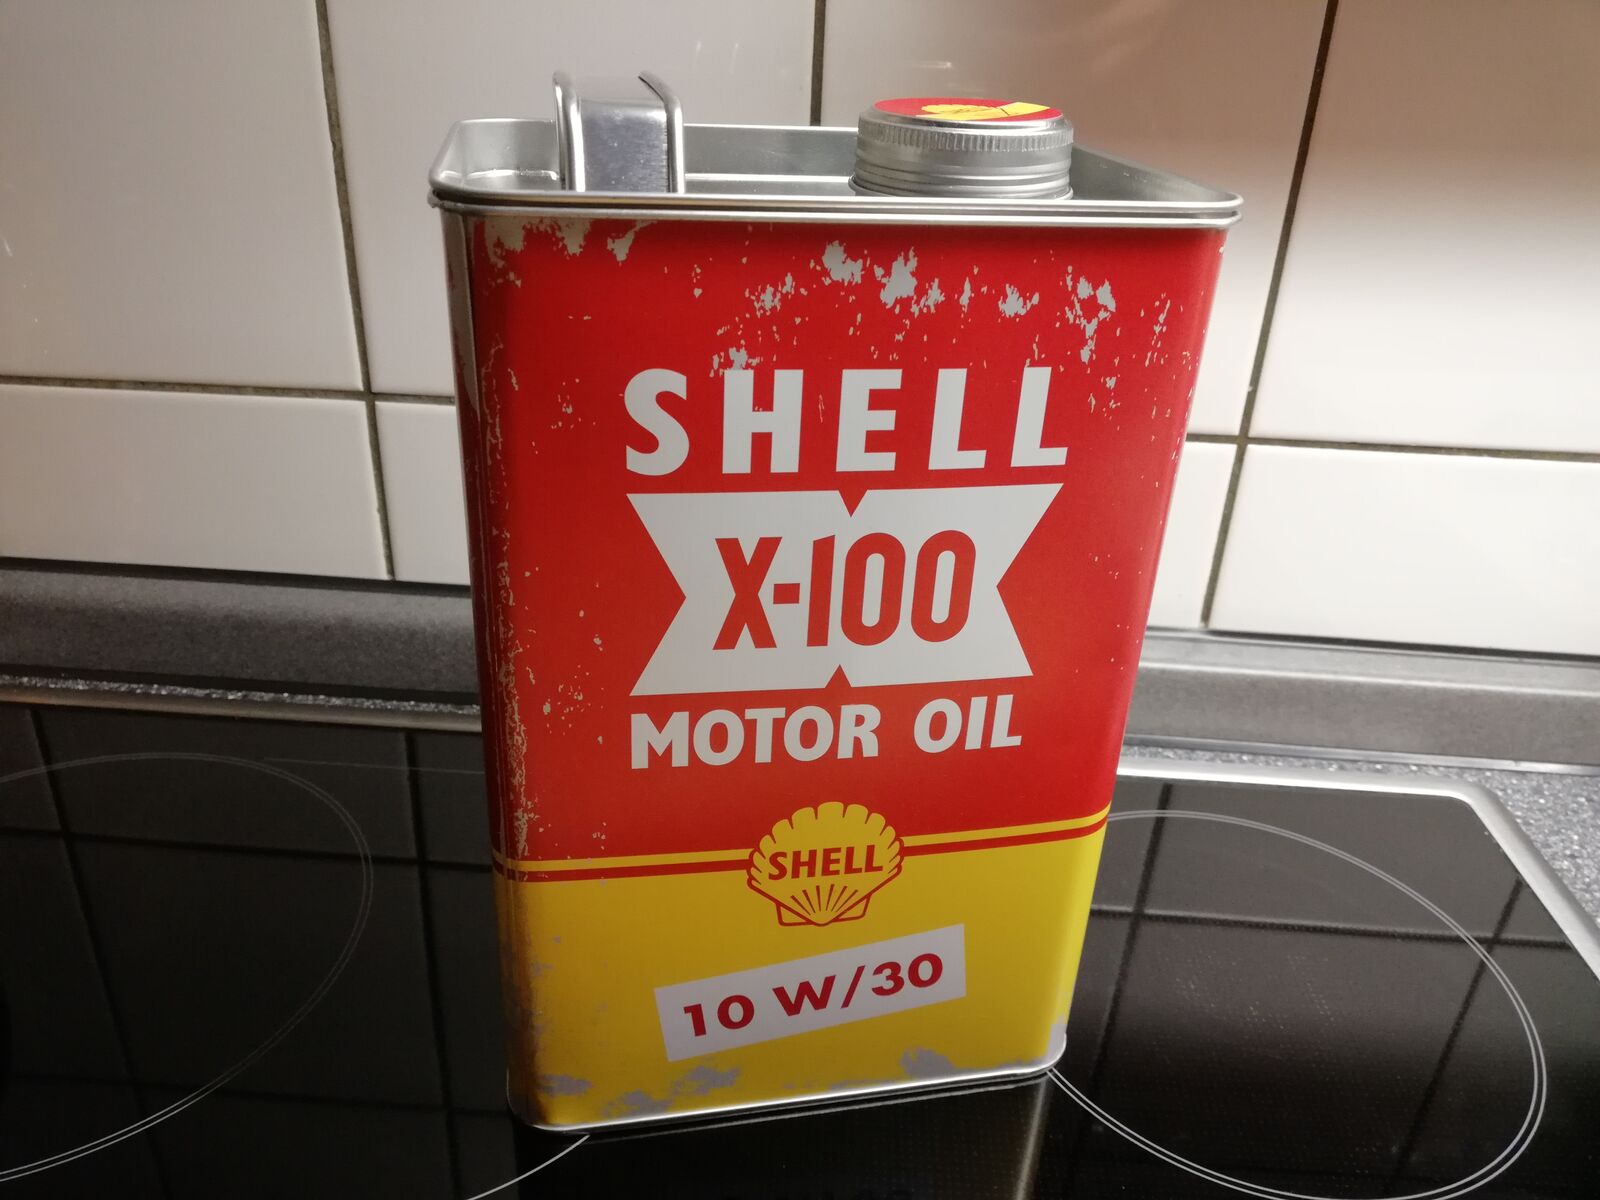 SHELL
X-100
MOTOR OIL
SHELL
10 W/30